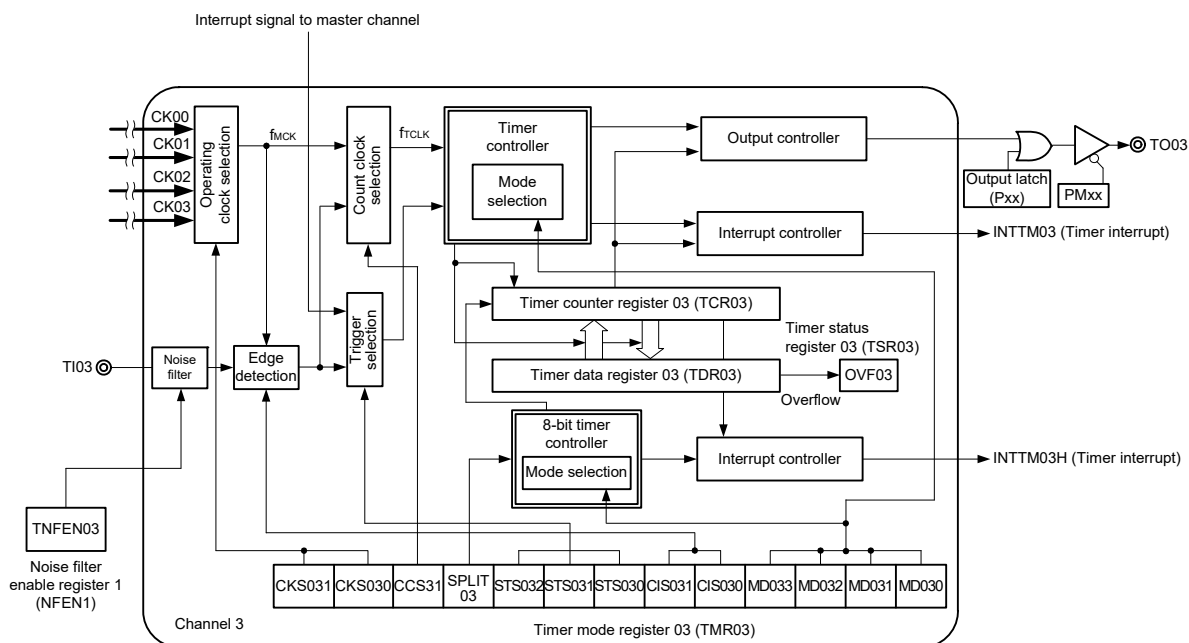 Interrupt signal to master channel
CK00
CK01
CK02
CK03
Operating
clock selection
fMCK
Count clock
selection
fTCLK
Timer
controller
Mode
selection
Output controller
TO03
Output latch
(Pxx)
PMxx
Interrupt controller
INTTM03 (Timer interrupt)
Trigger
selection
Timer counter register 03 (TCR03)
Timer status
register 03 (TSR03)
TI03
Noise
filter
Edge
detection
Timer data register 03 (TDR03)
OVF03
Overflow
8-bit timer
controller
Mode selection
Interrupt controller
INTTM03H (Timer interrupt)
TNFEN03
Noise filter
enable register 1
(NFEN1)
CKS031
CKS030
CCS31
SPLIT
03
STS032
STS031
STS030
CIS031
CIS030
MD033
MD032
MD031
MD030
Channel 3
Timer mode register 03 (TMR03)